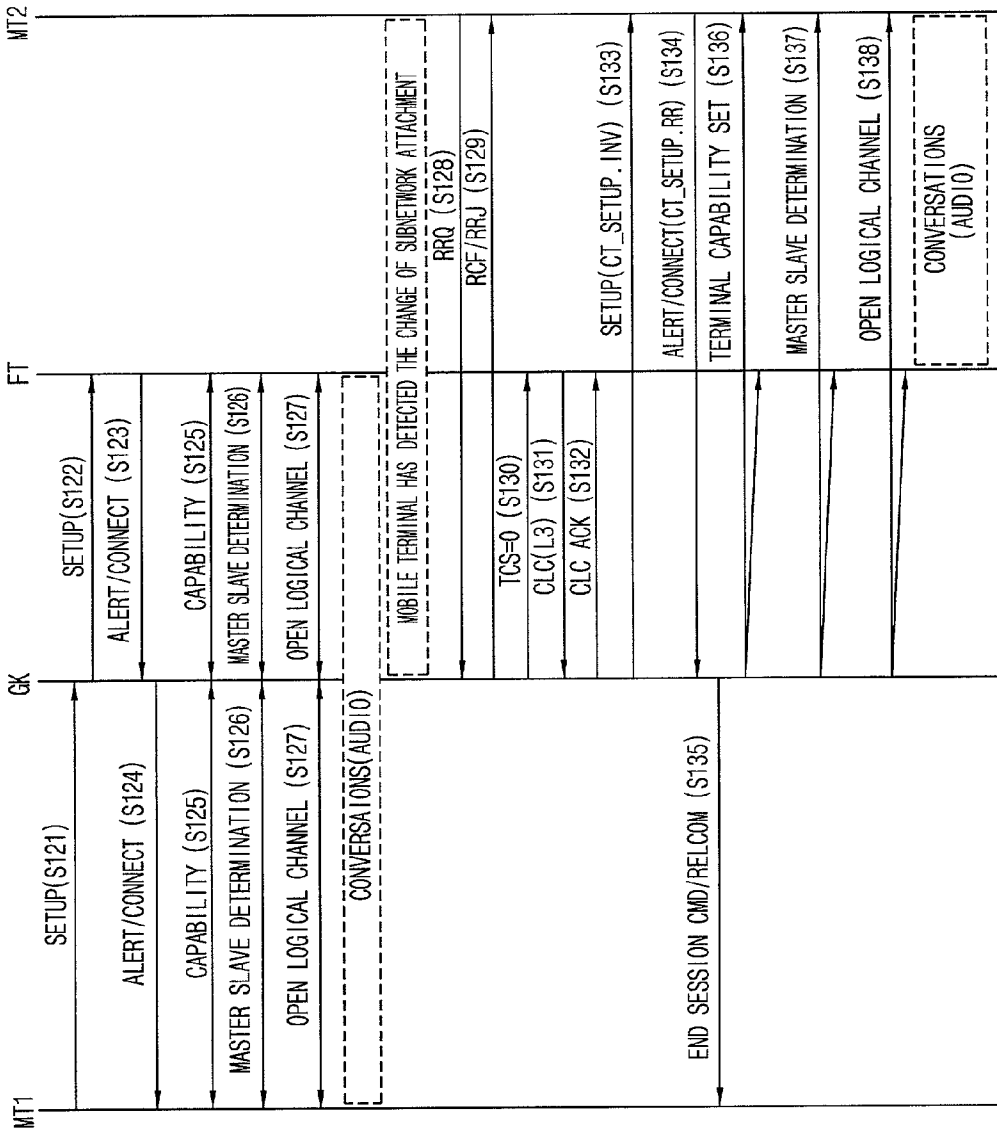 MT1
GK
FT
MT2
SETUP(S121)
SETUP(S122)
ALERT/CONNECT (S123)
ALERT/CONNECT (S124)
CAPABILITY (S125)
CAPABILITY (S125)
MASTER SLAVE DETERMINATION (S126)
MASTER SLAVE DETERMINATION (S126)
OPEN LOGICAL CHANNEL (S127)
OPEN LOGICAL CHANNEL (S127)
CONVERSAIONS(AUDIO)
MOBILE TERMINAL HAS DETECTED THE CHANGE OF SUBNETWORK ATTACHMENT
RRQ (S128)
RCF/RRJ (S129)
TCS=0 (S130)
CLC(L3) (S131)
CLC ACK (S132)
SETUP(CT_SETUP.INV) (S133)
ALERT/CONNECT(CT_SETUP.RR) (S134)
END SESSION CMD/RELCOM (S135)
TERMINAL CAPABILITY SET (S136)
MASTER SLAVE DETERMINATION (S137)
OPEN LOGICAL CHANNEL (S138)
CONVERSATIONS
(AUDIO)